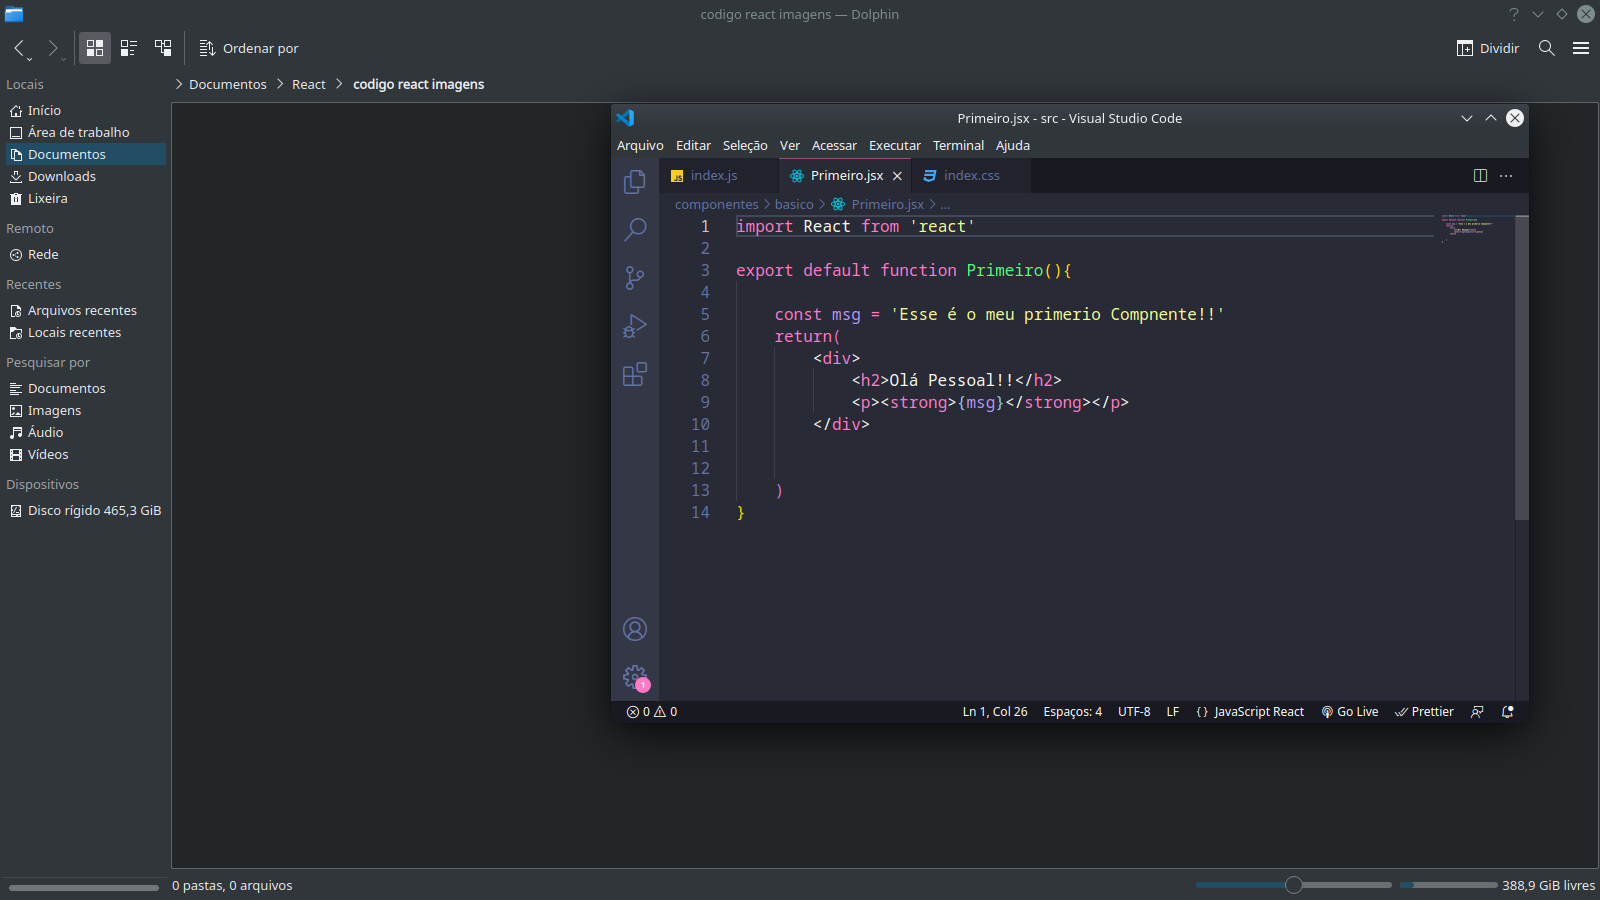 codigo react imagens — Dolphin
Ordenar por
Dividir
Locais
Documentos React codigo react imagens
Início
Área de trabalho
Documentos
Downloads
Lixeira
Remoto
Rede
Recentes
Arquivos recentes
Locais recentes
Pesquisar por
Documentos
Imagens
Áudio
Vídeos
Dispositivos
Disco rígido 465,3 GiB
Primeiro.jsx - src - Visual Studio Code
Arquivo Editar Seleção Ver Acessar Executar Terminal Ajuda
JS index.js Primeiro.jsx index.css
componentes > basico > Primeiro.jsx > ...
1 import React from 'react'
2
3 export default function Primeiro(){
4
5 const msg = 'Esse é o meu primerio Compnente!!'
6 return(
7 <div>
8 <h2>Olá Pessoal!!</h2>
9 <p><strong>{msg}</strong></p>
10 </div>
11
12
13 )
14 }
1
0 0 Ln 1, Col 26 Espaços: 4 UTF-8 LF {} JavaScript React Go Live Prettier
0 pastas, 0 arquivos
388,9 GiB livres